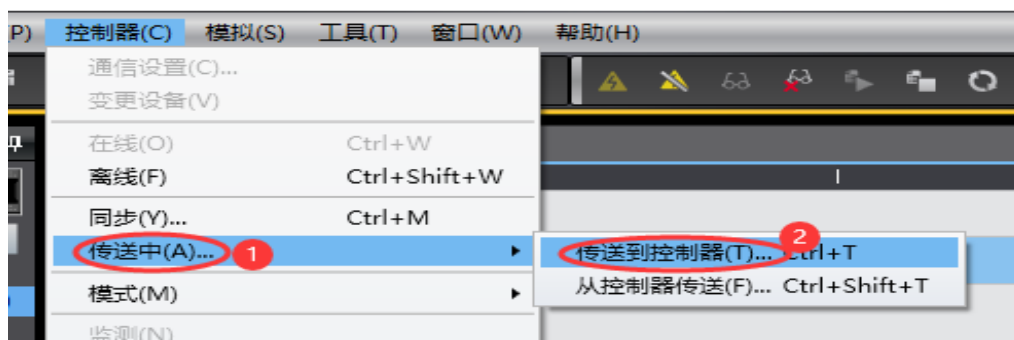 (P) 控制器(C) 模拟(S) 工具(T) 窗口(W) 帮助(H)
通信设置(C)...
变更设备(V)
在线(O) Ctrl+W
离线(F) Ctrl+Shift+W
同步(Y)... Ctrl+M
传送中(A)... 1
传送到控制器(T)... Ctrl+T 2
模式(M)
从控制器传送(F)... Ctrl+Shift+T
监测(N)